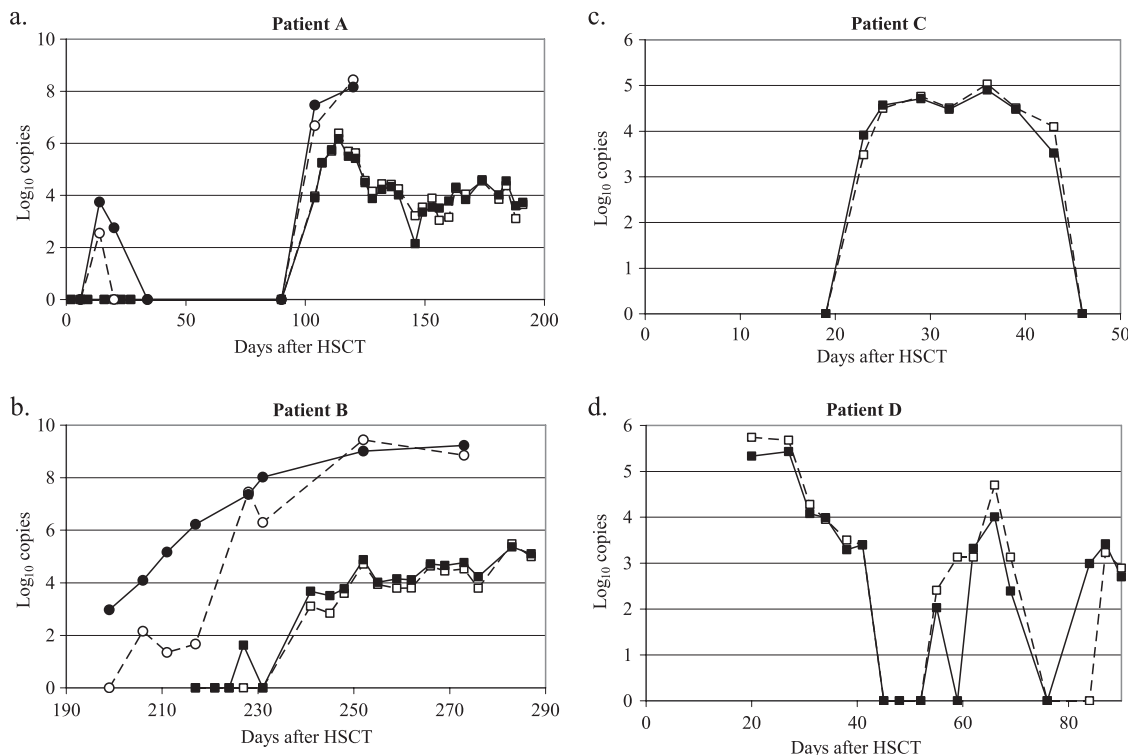 a.
Patient A
10
8
6
4
2
0
Log₁₀ copies
0 50 100 150 200
Days after HSCT
c.
Patient C
6
5
4
3
2
1
0
Log₁₀ copies
0 10 20 30 40 50
Days after HSCT
b.
Patient B
10
8
6
4
2
0
Log₁₀ copies
190 210 230 250 270 290
Days after HSCT
d.
Patient D
6
5
4
3
2
1
0
Log₁₀ copies
0 20 40 60 80
Days after HSCT